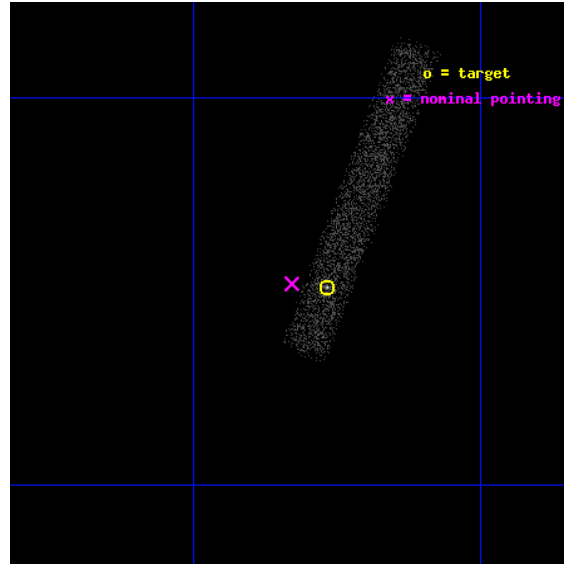 o = target
x = nominal pointing